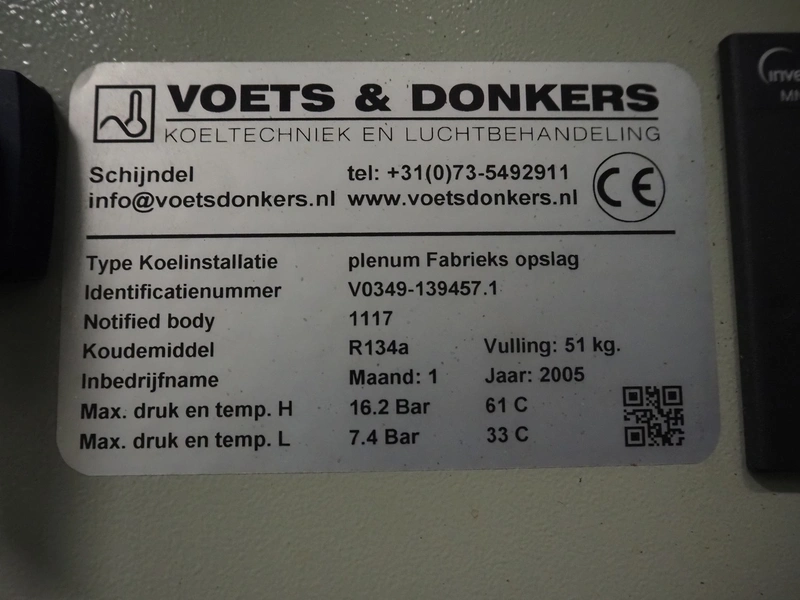 VOETS & DONKERS
KOELTECHNIEK EN LUCHTBEHANDELING
Schijndel tel: +31(0)73-5492911
info@voetsdonkers.nl www.voetsdonkers.nl CE
Type Koelinstallatie plenum Fabrieks opslag
Identificatienummer V0349-139457.1
Notified body 1117
Koudemiddel R134a Vulling: 51 kg.
Inbedrijfname Maand: 1 Jaar: 2005
Max. druk en temp. H 16.2 Bar 61 C
Max. druk en temp. L 7.4 Bar 33 C